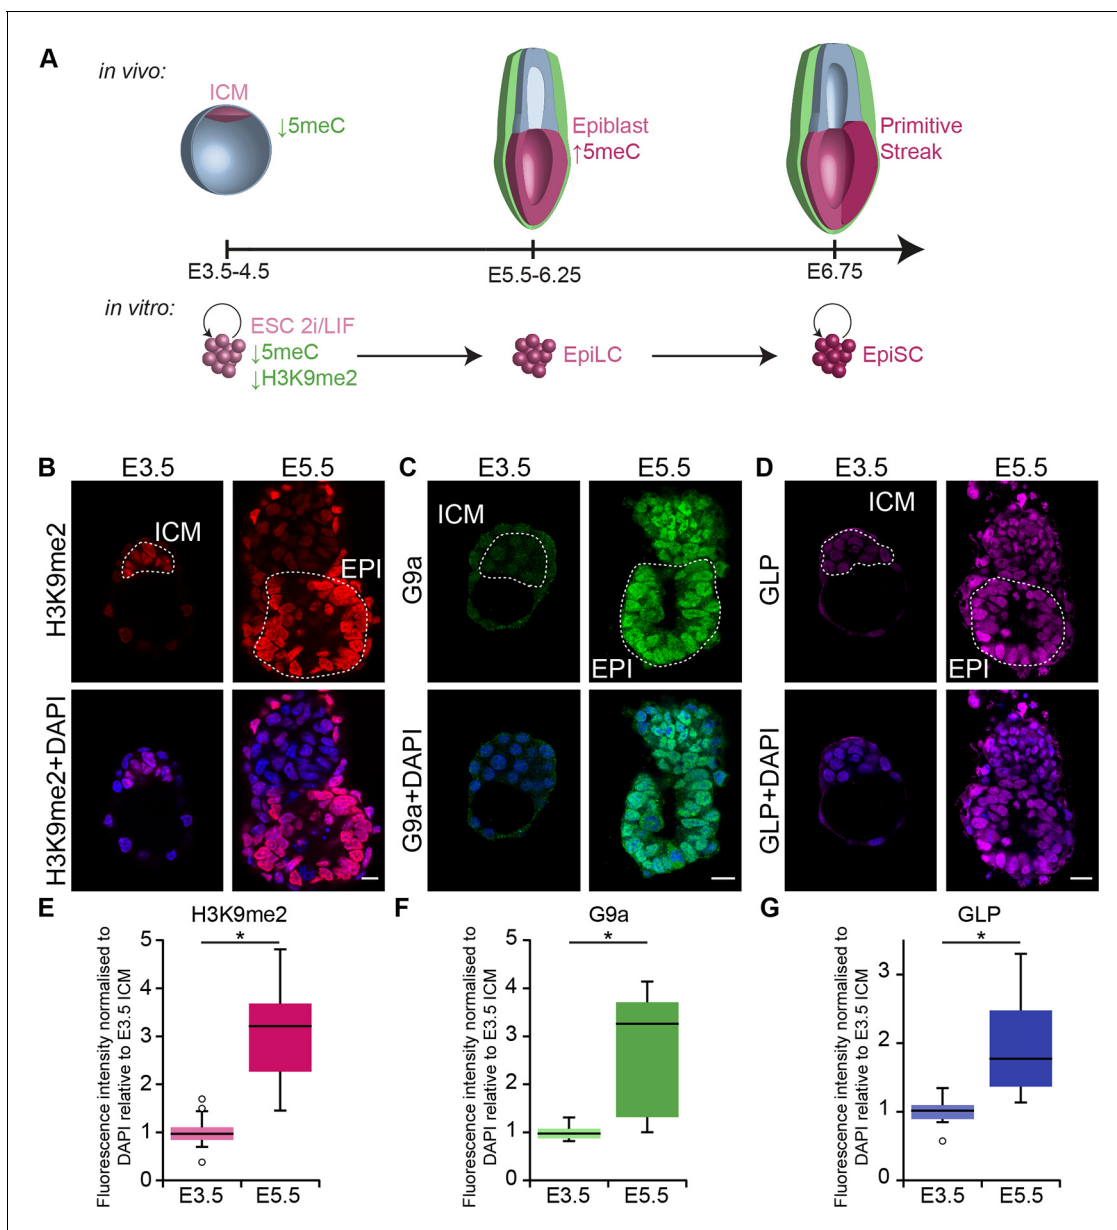 A
in vivo:
ICM
↓5meC
Epiblast
↑5meC
Primitive
Streak
E3.5-4.5
E5.5-6.25
E6.75
in vitro:
ESC 2i/LIF
↓5meC
↓H3K9me2
EpiLC
EpiSC
B
E3.5
E5.5
H3K9me2
ICM
EPI
H3K9me2+DAPI
C
E3.5
E5.5
G9a
ICM
EPI
G9a+DAPI
D
E3.5
E5.5
GLP
ICM
EPI
GLP+DAPI
E
H3K9me2
Fluorescence intensity normalised to
DAPI relative to E3.5 ICM
*
5
4
3
2
1
0
E3.5
E5.5
F
G9a
Fluorescence intensity normalised to
DAPI relative to E3.5 ICM
*
5
4
3
2
1
0
E3.5
E5.5
G
GLP
Fluorescence intensity normalised to
DAPI relative to E3.5 ICM
*
3
2
1
0
E3.5
E5.5